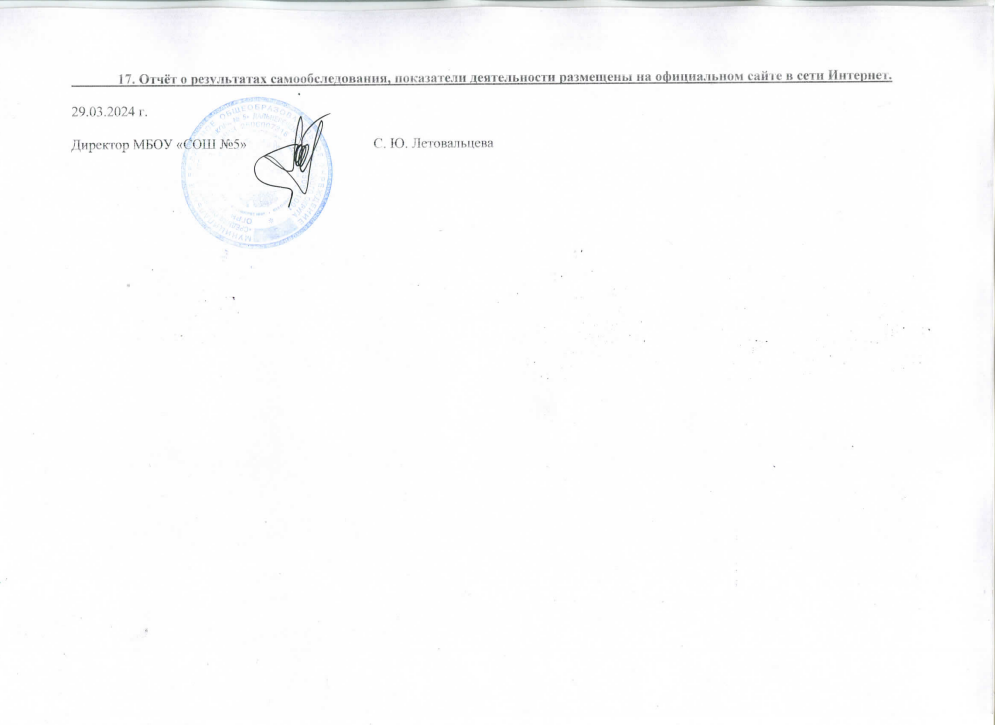 17. Отчёт о результатах самообследования, показатели деятельности размещены на официальном сайте в сети Интернет.
29.03.2024 г.
Директор МБОУ «СОШ №5» С. Ю. Летовальцева